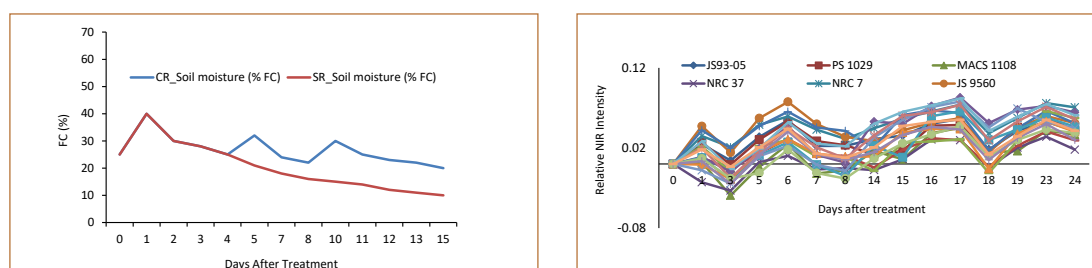 70
60
50
40
30
20
10
0
FC (%)
CR_Soil moisture (% FC) SR_Soil moisture (% FC)
0 1 2 3 4 5 7 8 10 11 13 15
Days After Treatment
0.12
0.02
-0.08
Relative NIR Intensity
JS93-05 PS 1029 MACS 1108
NRC 37 NRC 7 JS 9560
0 1 3 5 6 7 8 14 15 16 17 18 19 23 24
Days after treatment